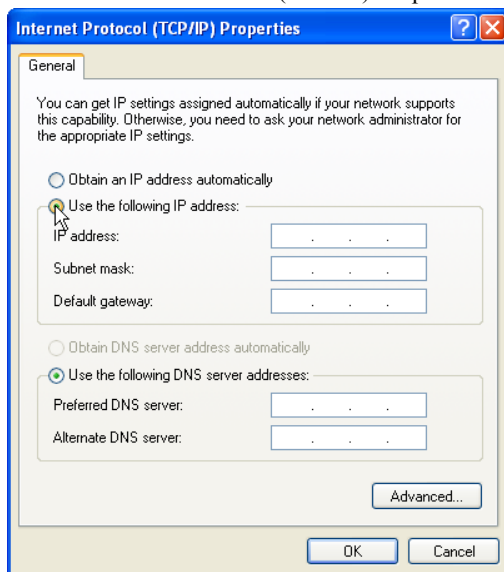 Internet Protocol (TCP/IP) Properties
General
You can get IP settings assigned automatically if your network supports
this capability. Otherwise, you need to ask your network administrator for
the appropriate IP settings.
Obtain an IP address automatically
Use the following IP address:
IP address:
Subnet mask:
Default gateway:
Obtain DNS server address automatically
Use the following DNS server addresses:
Preferred DNS server:
Alternate DNS server:
Advanced...
OK Cancel